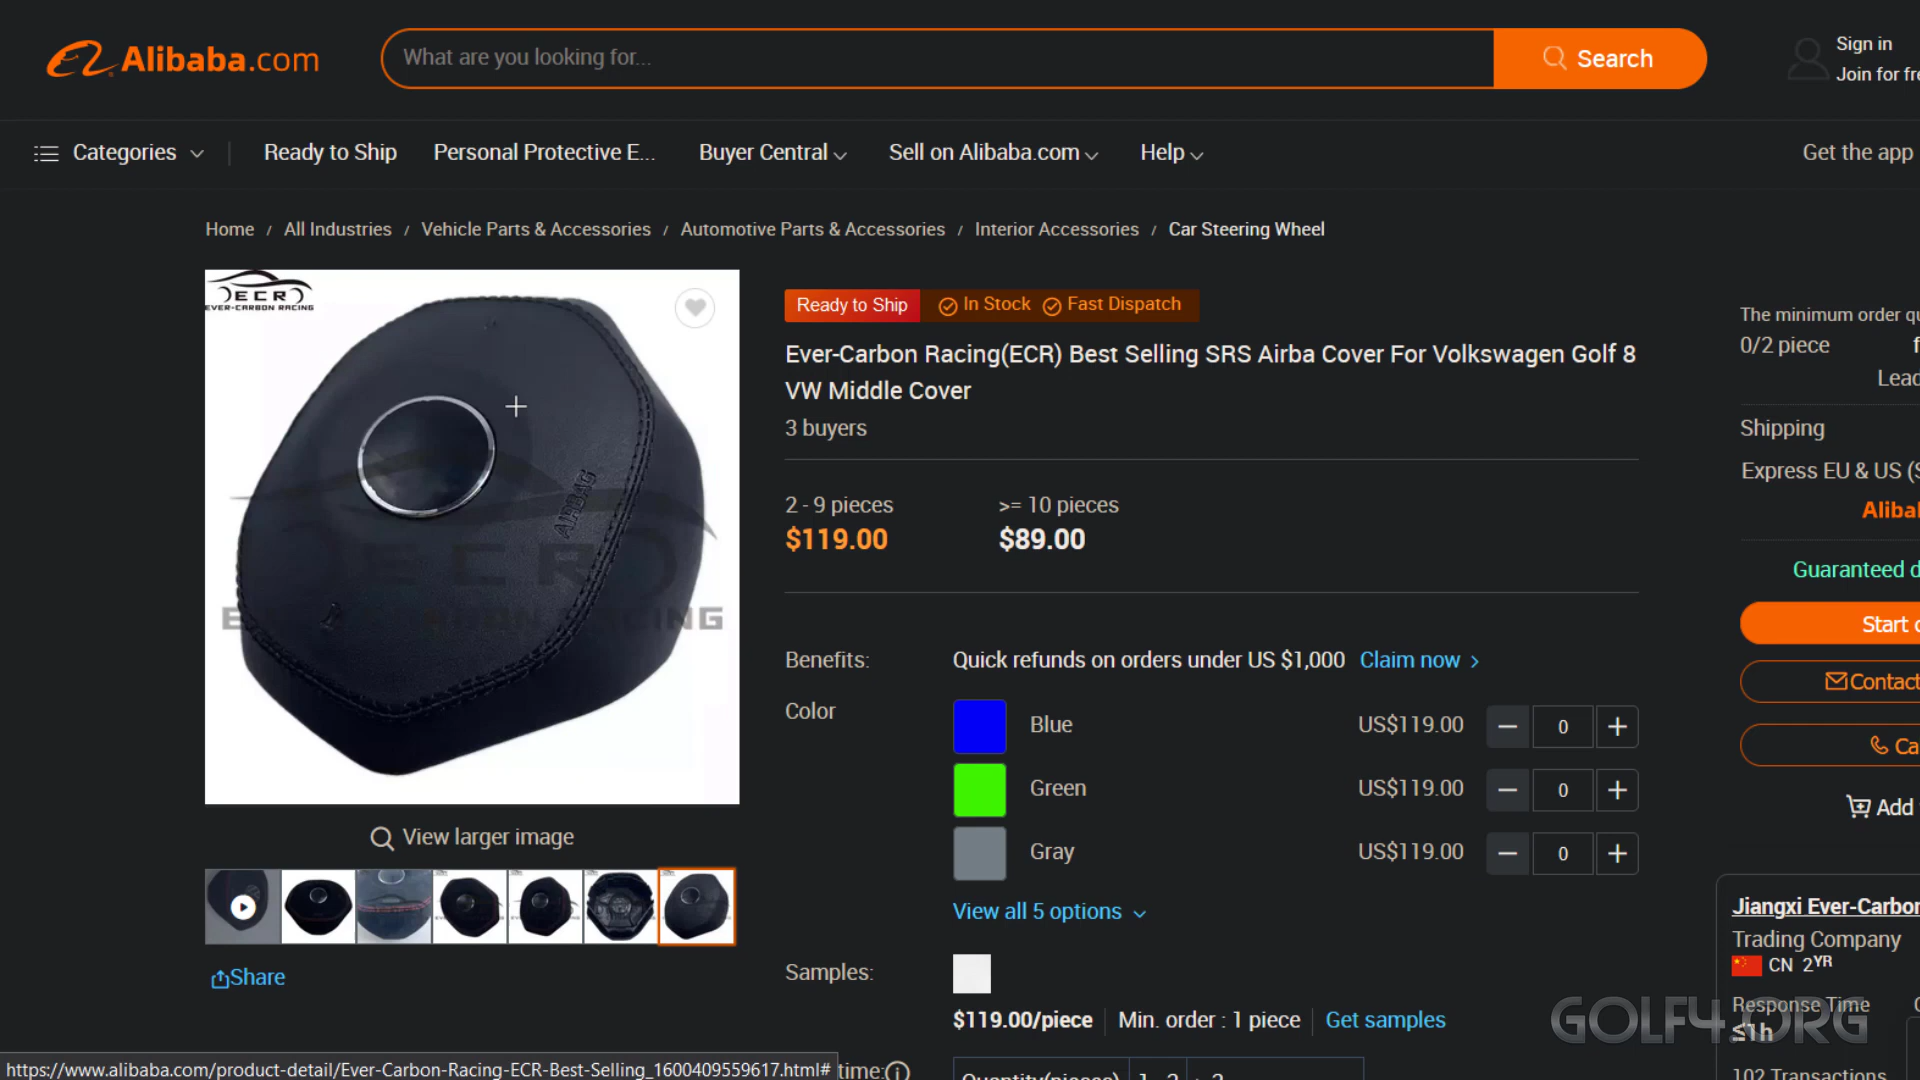 Alibaba.com
What are you looking for...
Search
Sign in
Join for fre
Categories
Ready to Ship
Personal Protective E...
Buyer Central
Sell on Alibaba.com
Help
Get the app
Home / All Industries / Vehicle Parts & Accessories / Automotive Parts & Accessories / Interior Accessories / Car Steering Wheel
ECR
EVER-CARBON RACING
AIRBAG
ECR
Ready to Ship
In Stock
Fast Dispatch
Ever-Carbon Racing(ECR) Best Selling SRS Airba Cover For Volkswagen Golf 8
VW Middle Cover
3 buyers
2 - 9 pieces
$119.00
>= 10 pieces
$89.00
Benefits:
Quick refunds on orders under US $1,000
Claim now >
Color
Blue
US$119.00
0
Green
US$119.00
0
Gray
US$119.00
0
View all 5 options
Samples:
$119.00/piece
Min. order : 1 piece
Get samples
time:
View larger image
Share
The minimum order qu
0/2 piece
f
Lead
Shipping
Express EU & US (S
Alibal
Guaranteed d
Start o
Contact
Ca
Add
Jiangxi Ever-Carbon
Trading Company
CN 2YR
Response Time
≤1h
102 Transactions
GOLF4.ORG
https://www.alibaba.com/product-detail/Ever-Carbon-Racing-ECR-Best-Selling_1600409559617.html#